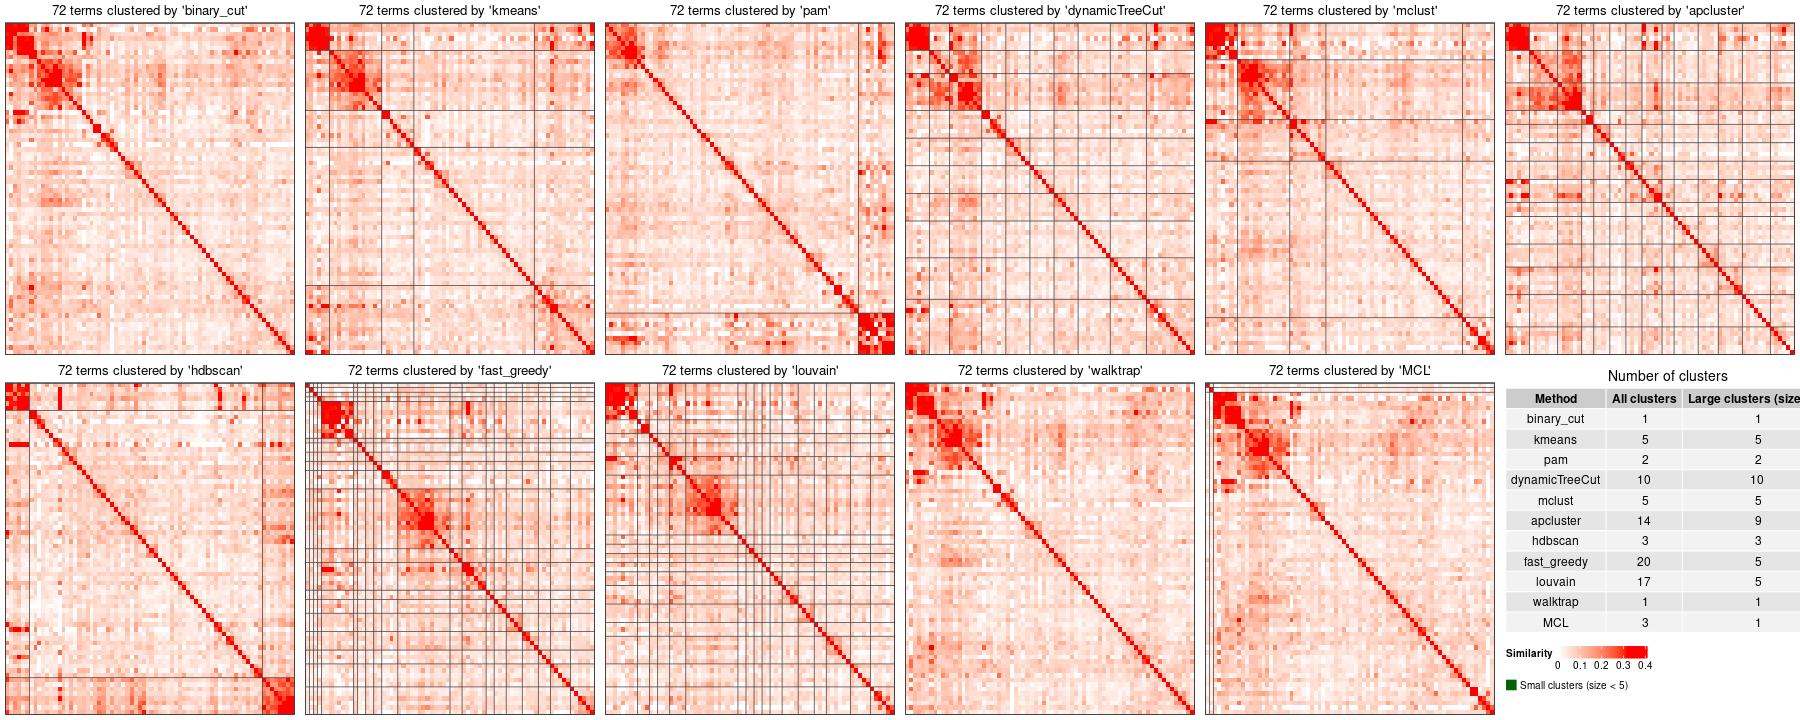 72 terms clustered by 'binary_cut'
72 terms clustered by 'kmeans'
72 terms clustered by 'pam'
72 terms clustered by 'dynamicTreeCut'
72 terms clustered by 'mclust'
72 terms clustered by 'apcluster'
72 terms clustered by 'hdbscan'
72 terms clustered by 'fast_greedy'
72 terms clustered by 'louvain'
72 terms clustered by 'walktrap'
72 terms clustered by 'MCL'
Number of clusters
Method All clusters Large clusters (size
binary_cut 1 1
kmeans 5 5
pam 2 2
dynamicTreeCut 10 10
mclust 5 5
apcluster 14 9
hdbscan 3 3
fast_greedy 20 5
louvain 17 5
walktrap 1 1
MCL 3 1
Similarity
0 0.1 0.2 0.3 0.4
Small clusters (size < 5)